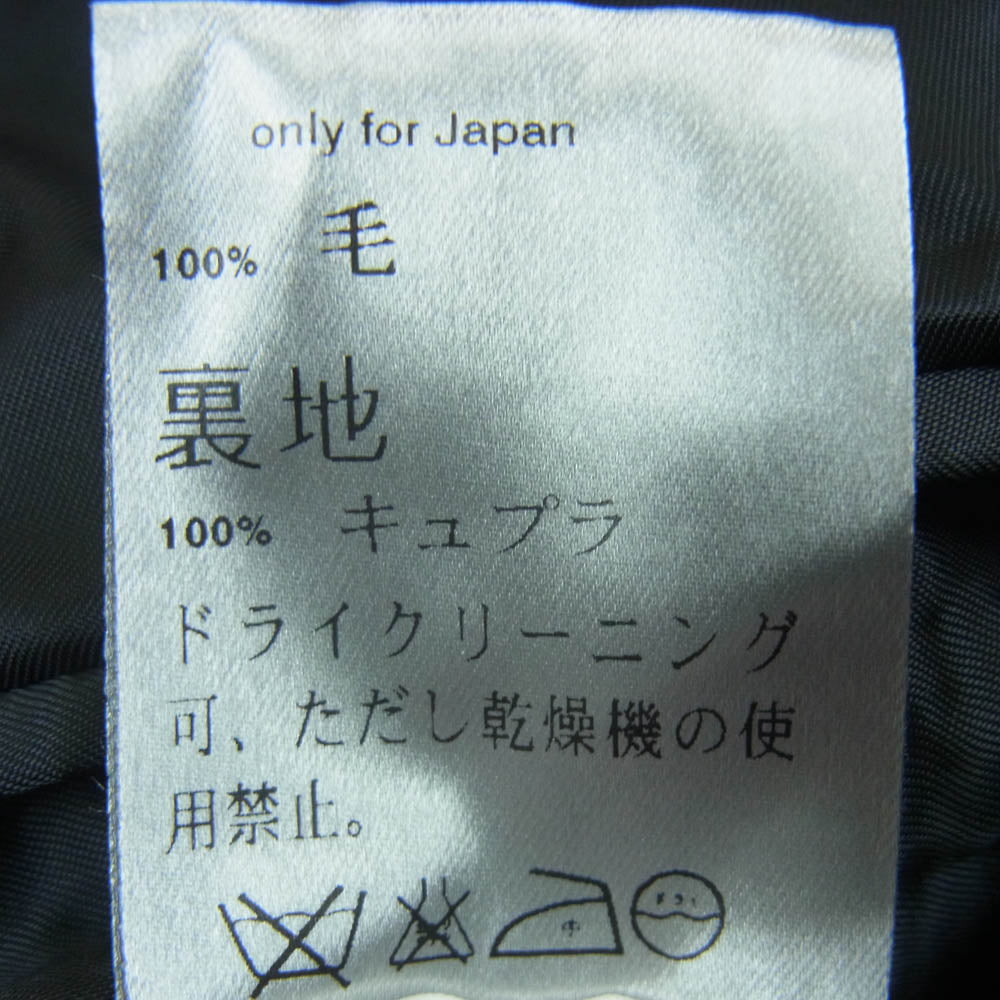 only for Japan
100% 毛
裏地
100% キュプラ
ドライクリーニング
可、ただし乾燥機の使
用禁止。
中